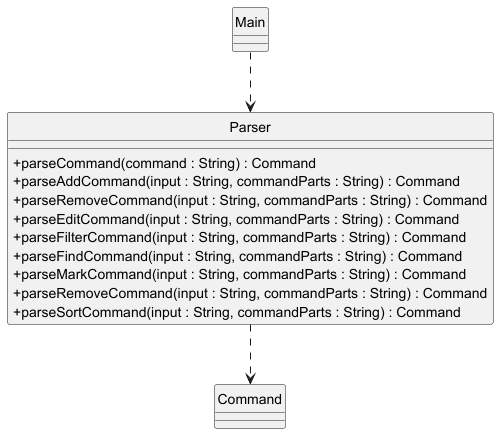 Main
Parser
+parseCommand(command : String) : Command
+parseAddCommand(input : String, commandParts : String) : Command
+parseRemoveCommand(input : String, commandParts : String) : Command
+parseEditCommand(input : String, commandParts : String) : Command
+parseFilterCommand(input : String, commandParts : String) : Command
+parseFindCommand(input : String, commandParts : String) : Command
+parseMarkCommand(input : String, commandParts : String) : Command
+parseRemoveCommand(input : String, commandParts : String) : Command
+parseSortCommand(input : String, commandParts : String) : Command
Command